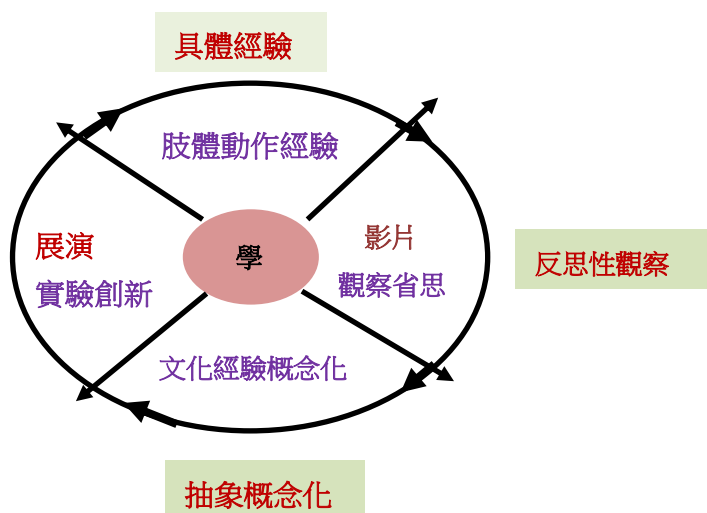 具體經驗
肢體動作經驗
展演
實驗創新
學
影片
觀察省思
反思性觀察
文化經驗概念化
抽象概念化